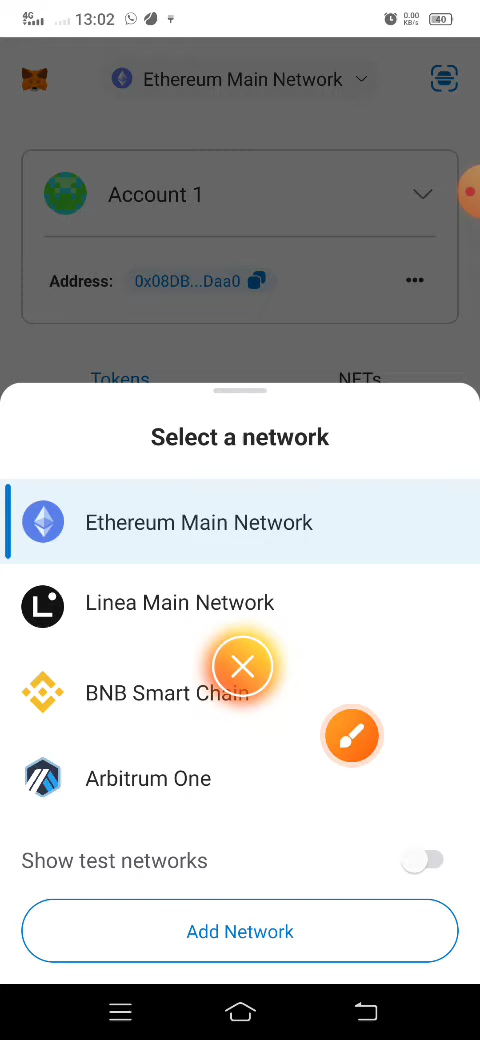 4G 13:02 0.00 KB/s 40
Ethereum Main Network
Account 1
Address: 0x08DB...Daa0
Tokens NFTs
Select a network
Ethereum Main Network
Linea Main Network
BNB Smart Chain
Arbitrum One
Show test networks
Add Network